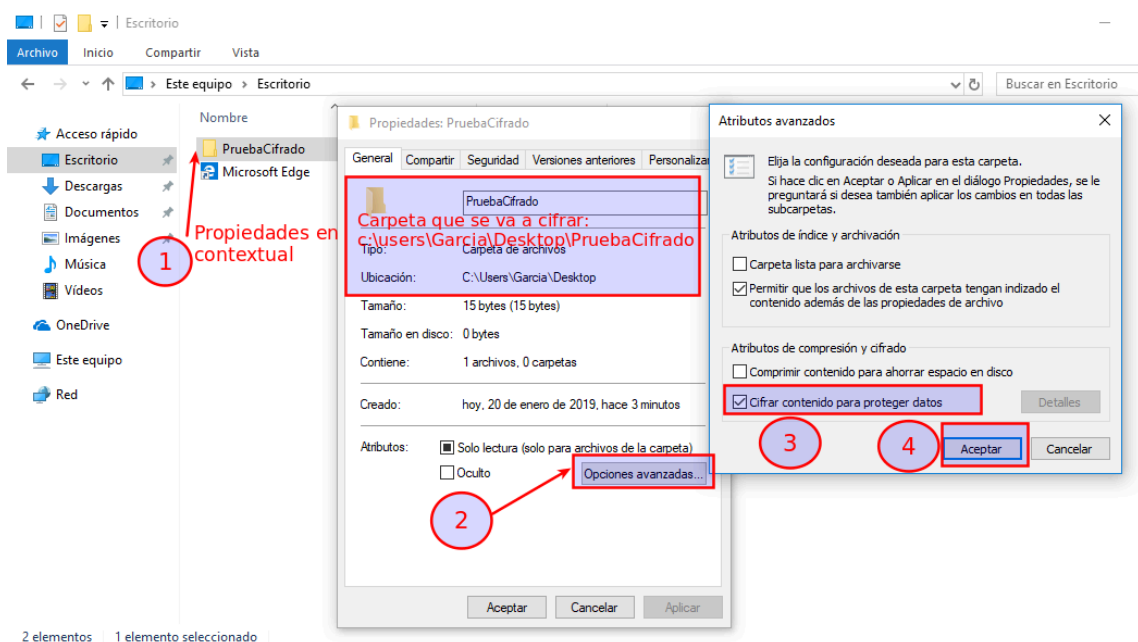 Escritorio
Archivo Inicio Compartir Vista
Este equipo > Escritorio
Buscar en Escritorio
Acceso rápido
Escritorio
Descargas
Documentos
Imágenes
Música
Vídeos
OneDrive
Este equipo
Red
Nombre
PruebaCifrado
Microsoft Edge
1
Propiedades en
contextual
Propiedades: PruebaCifrado
General Compartir Seguridad Versiones anteriores Personaliza
PruebaCifrado
Carpeta que se va a cifrar:
c:\users\Garcia\Desktop\PruebaCifrado
Tipo: Carpeta de archivos
Ubicación: C:\Users\Garcia\Desktop
Tamaño: 15 bytes (15 bytes)
Tamaño en disco: 0 bytes
Contiene: 1 archivos, 0 carpetas
Creado: hoy, 20 de enero de 2019, hace 3 minutos
Atributos: Solo lectura (solo para archivos de la carpeta)
Oculto
Opciones avanzadas...
2
Aceptar Cancelar Aplicar
Atributos avanzados
Elija la configuración deseada para esta carpeta.
Si hace clic en Aceptar o Aplicar en el diálogo Propiedades, se le
preguntará si desea también aplicar los cambios en todas las
subcarpetas.
Atributos de índice y archivación
Carpeta lista para archivarse
Permitir que los archivos de esta carpeta tengan indizado el
contenido además de las propiedades de archivo
Atributos de compresión y cifrado
Comprimir contenido para ahorrar espacio en disco
Cifrar contenido para proteger datos
Detalles
3
4
Aceptar Cancelar
2 elementos 1 elemento seleccionado